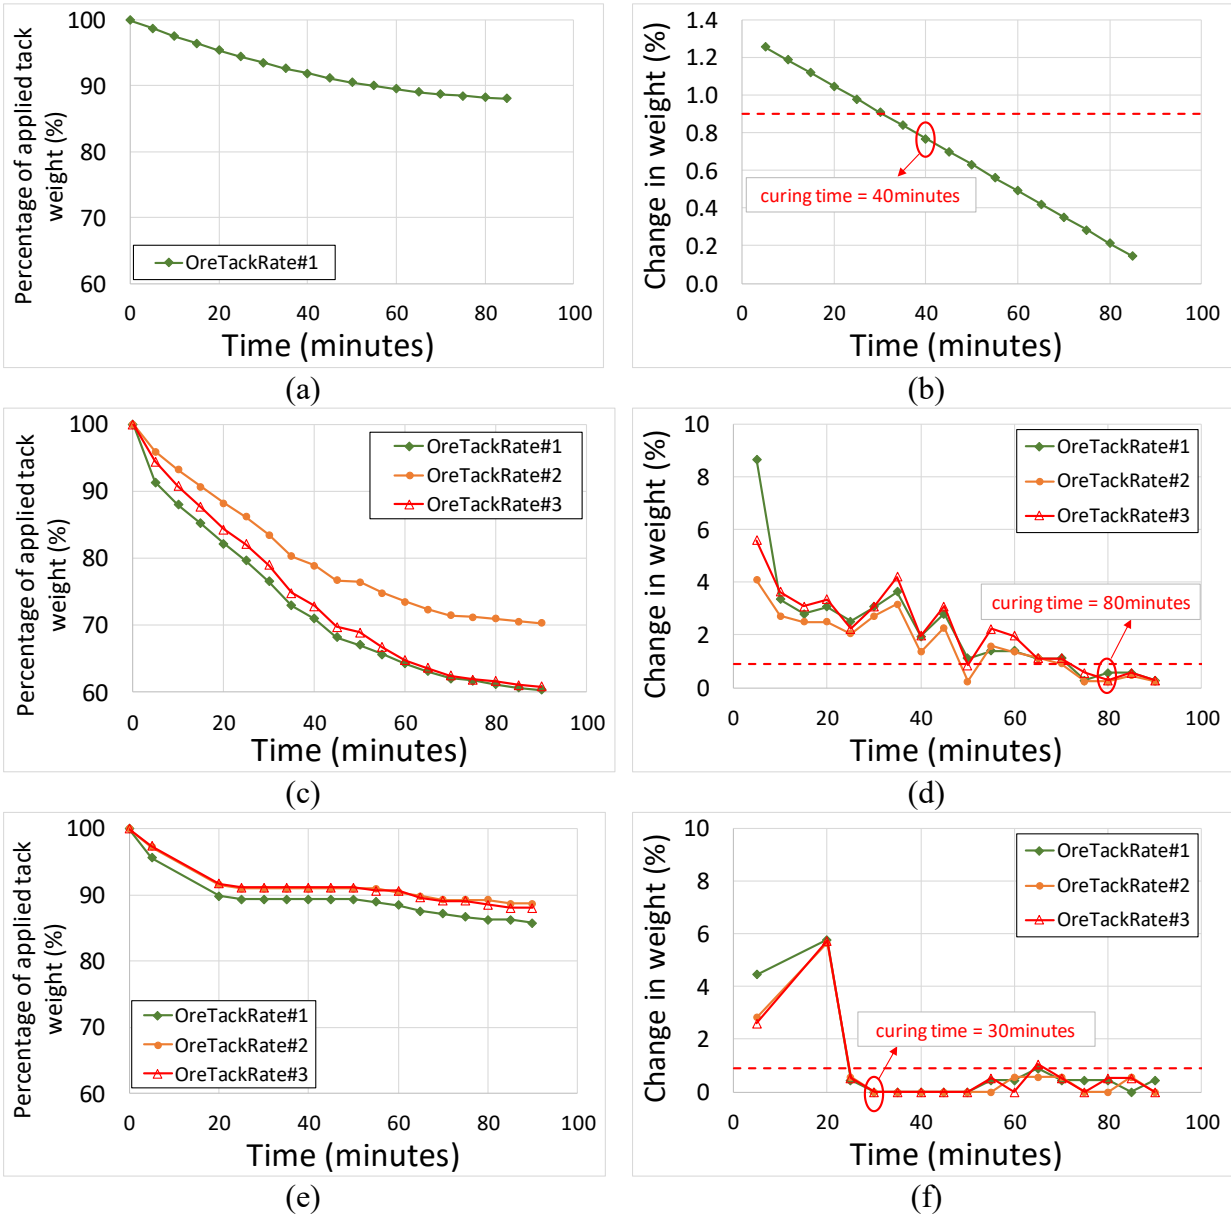 Percentage of applied tack
weight (%)
100
90
80
70
60
0 20 40 60 80 100
Time (minutes)
OreTackRate#1
(a)
Change in weight (%)
1.4
1.2
1.0
0.8
0.6
0.4
0.2
0.0
0 20 40 60 80 100
Time (minutes)
curing time = 40minutes
(b)
Percentage of applied tack
weight (%)
100
90
80
70
60
0 20 40 60 80 100
Time (minutes)
OreTackRate#1
OreTackRate#2
OreTackRate#3
(c)
Change in weight (%)
10
8
6
4
2
0
0 20 40 60 80 100
Time (minutes)
OreTackRate#1
OreTackRate#2
OreTackRate#3
curing time = 80minutes
(d)
Percentage of applied tack
weight (%)
100
90
80
70
60
0 20 40 60 80 100
Time (minutes)
OreTackRate#1
OreTackRate#2
OreTackRate#3
(e)
Change in weight (%)
10
8
6
4
2
0
0 20 40 60 80 100
Time (minutes)
OreTackRate#1
OreTackRate#2
OreTackRate#3
curing time = 30minutes
(f)